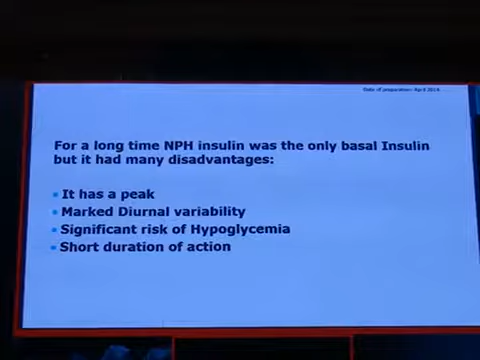 Date of preparation: April 2014
For a long time NPH insulin was the only basal Insulin
but it had many disadvantages:
• It has a peak
• Marked Diurnal variability
• Significant risk of Hypoglycemia
• Short duration of action